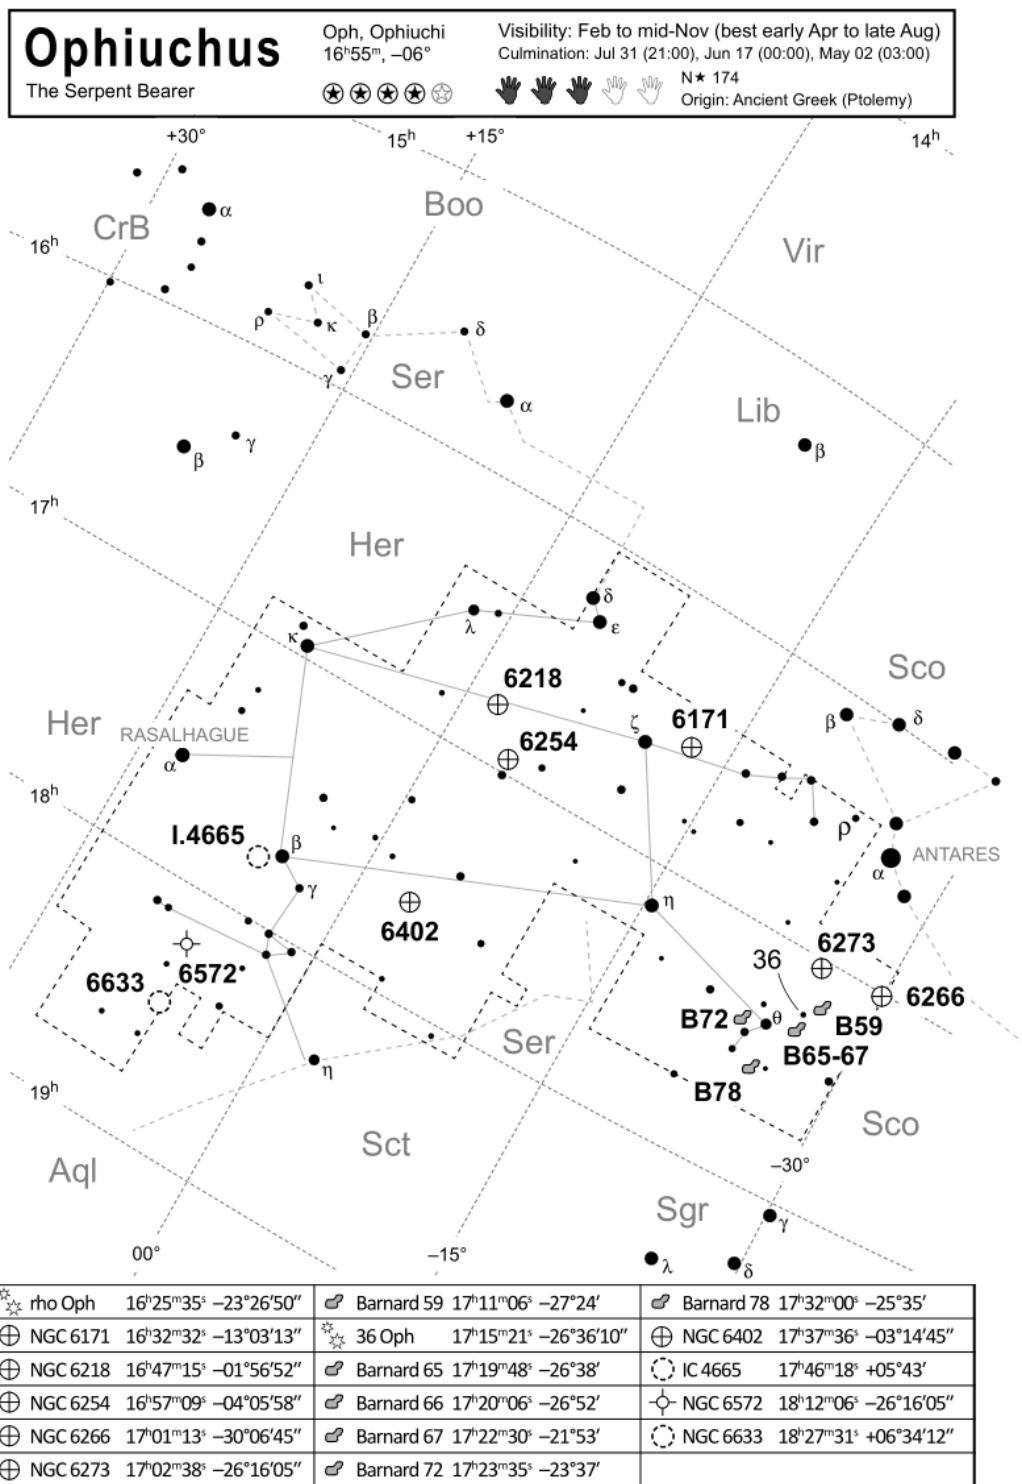 Ophiuchus
The Serpent Bearer
Oph, Ophiuchi
16ʰ55ᵐ, –06°
Visibility: Feb to mid-Nov (best early Apr to late Aug)
Culmination: Jul 31 (21:00), Jun 17 (00:00), May 02 (03:00)
N★ 174
Origin: Ancient Greek (Ptolemy)
+30°
15ʰ
+15°
14ʰ
α
CrB
Boo
Vir
16ʰ
ι
ρ
κ
β
δ
γ
Ser
α
Lib
β
γ
β
17ʰ
Her
δ
ε
λ
κ
Sco
6218
6171
ζ
β
δ
Her
RASALHAGUE
α
6254
18ʰ
I.4665
β
ρ
ANTARES
α
γ
η
6402
6273
36
6633
6572
6266
B72
θ
B59
Ser
B65-67
η
B78
19ʰ
Sco
Sct
Aql
–30°
Sgr
γ
00°
–15°
λ
δ
rho Oph 16ʰ25ᵐ35ˢ –23°26′50″ Barnard 59 17ʰ11ᵐ06ˢ –27°24′ Barnard 78 17ʰ32ᵐ00ˢ –25°35′
NGC 6171 16ʰ32ᵐ32ˢ –13°03′13″ 36 Oph 17ʰ15ᵐ21ˢ –26°36′10″ NGC 6402 17ʰ37ᵐ36ˢ –03°14′45″
NGC 6218 16ʰ47ᵐ15ˢ –01°56′52″ Barnard 65 17ʰ19ᵐ48ˢ –26°38′ IC 4665 17ʰ46ᵐ18ˢ +05°43′
NGC 6254 16ʰ57ᵐ09ˢ –04°05′58″ Barnard 66 17ʰ20ᵐ06ˢ –26°52′ NGC 6572 18ʰ12ᵐ06ˢ –26°16′05″
NGC 6266 17ʰ01ᵐ13ˢ –30°06′45″ Barnard 67 17ʰ22ᵐ30ˢ –21°53′ NGC 6633 18ʰ27ᵐ31ˢ +06°34′12″
NGC 6273 17ʰ02ᵐ38ˢ –26°16′05″ Barnard 72 17ʰ23ᵐ35ˢ –23°37′